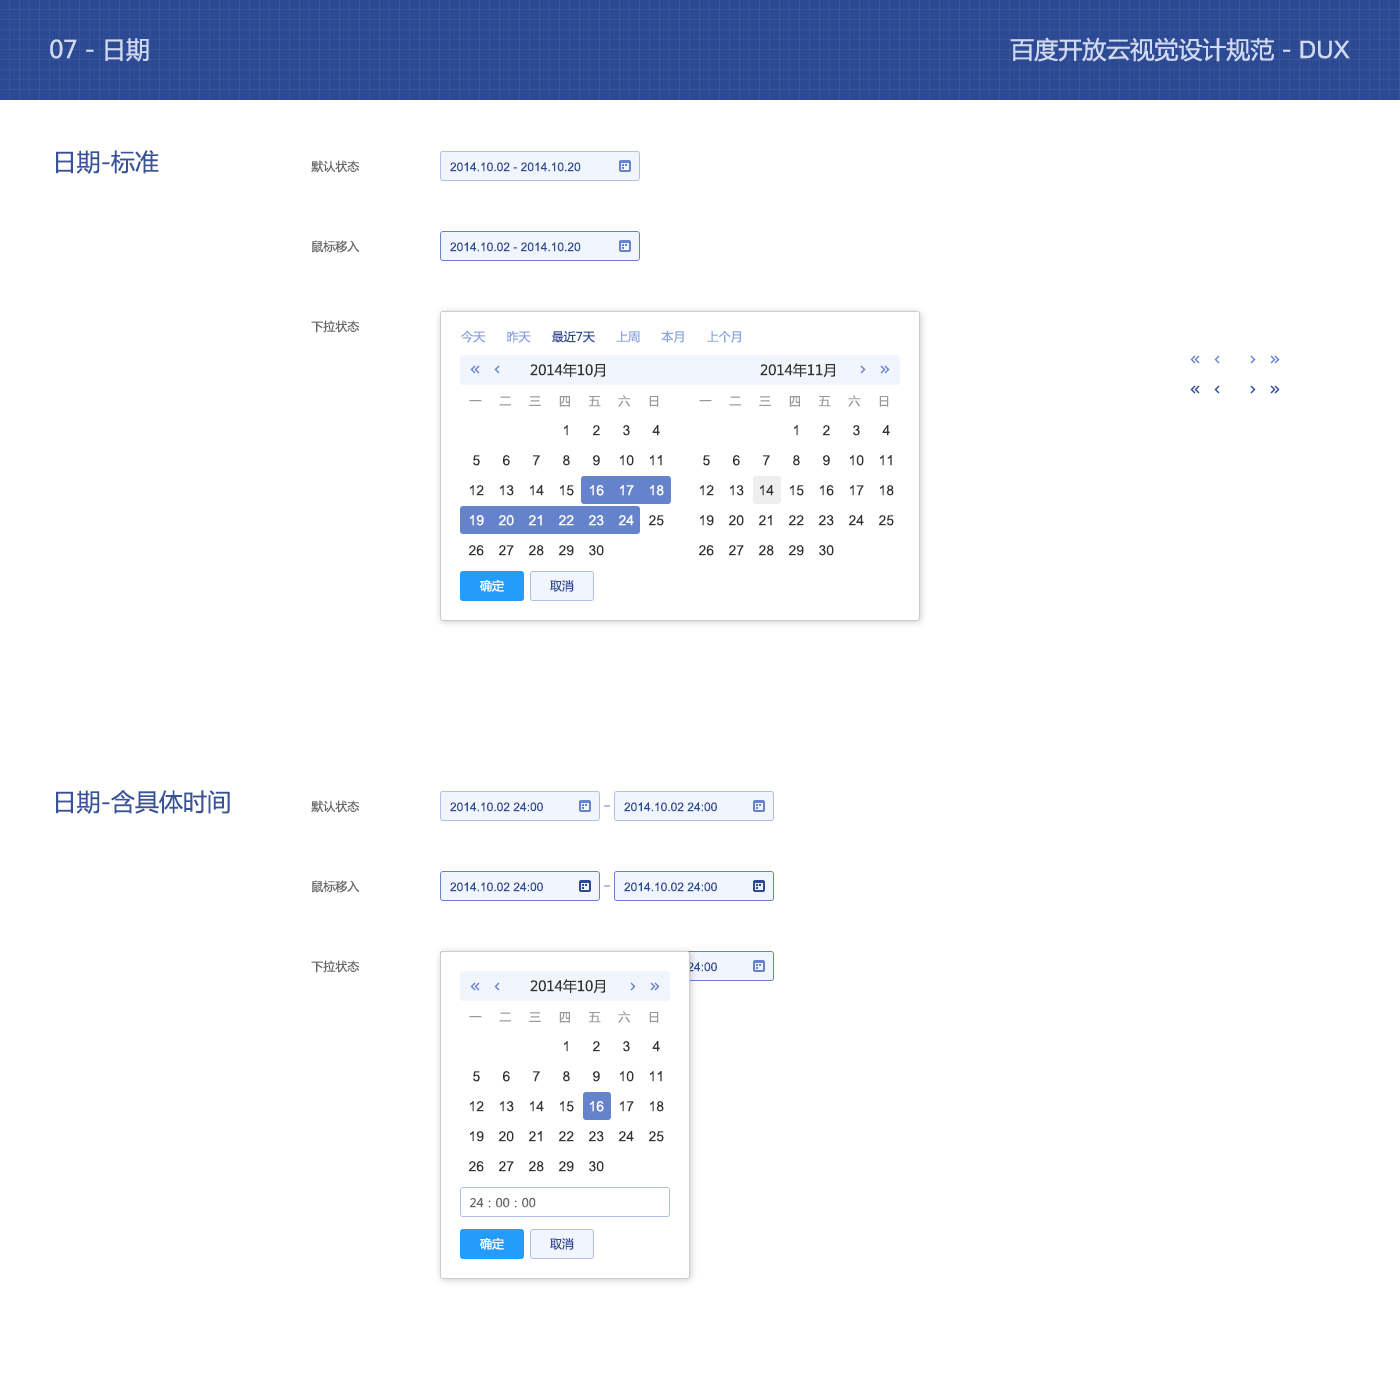 07 - 日期
百度开放云视觉设计规范 - DUX
日期-标准
默认状态
2014.10.02 - 2014.10.20
鼠标移入
2014.10.02 - 2014.10.20
下拉状态
今天 昨天 最近7天 上周 本月 上个月
« ‹ 2014年10月 2014年11月 › »
« ‹ › »
« ‹ › »
一 二 三 四 五 六 日 一 二 三 四 五 六 日
1 2 3 4 1 2 3 4
5 6 7 8 9 10 11 5 6 7 8 9 10 11
12 13 14 15 16 17 18 12 13 14 15 16 17 18
19 20 21 22 23 24 25 19 20 21 22 23 24 25
26 27 28 29 30 26 27 28 29 30
确定 取消
日期-含具体时间
默认状态
2014.10.02 24:00 - 2014.10.02 24:00
鼠标移入
2014.10.02 24:00 - 2014.10.02 24:00
下拉状态
24:00
« ‹ 2014年10月 › »
一 二 三 四 五 六 日
1 2 3 4
5 6 7 8 9 10 11
12 13 14 15 16 17 18
19 20 21 22 23 24 25
26 27 28 29 30
24 : 00 : 00
确定 取消